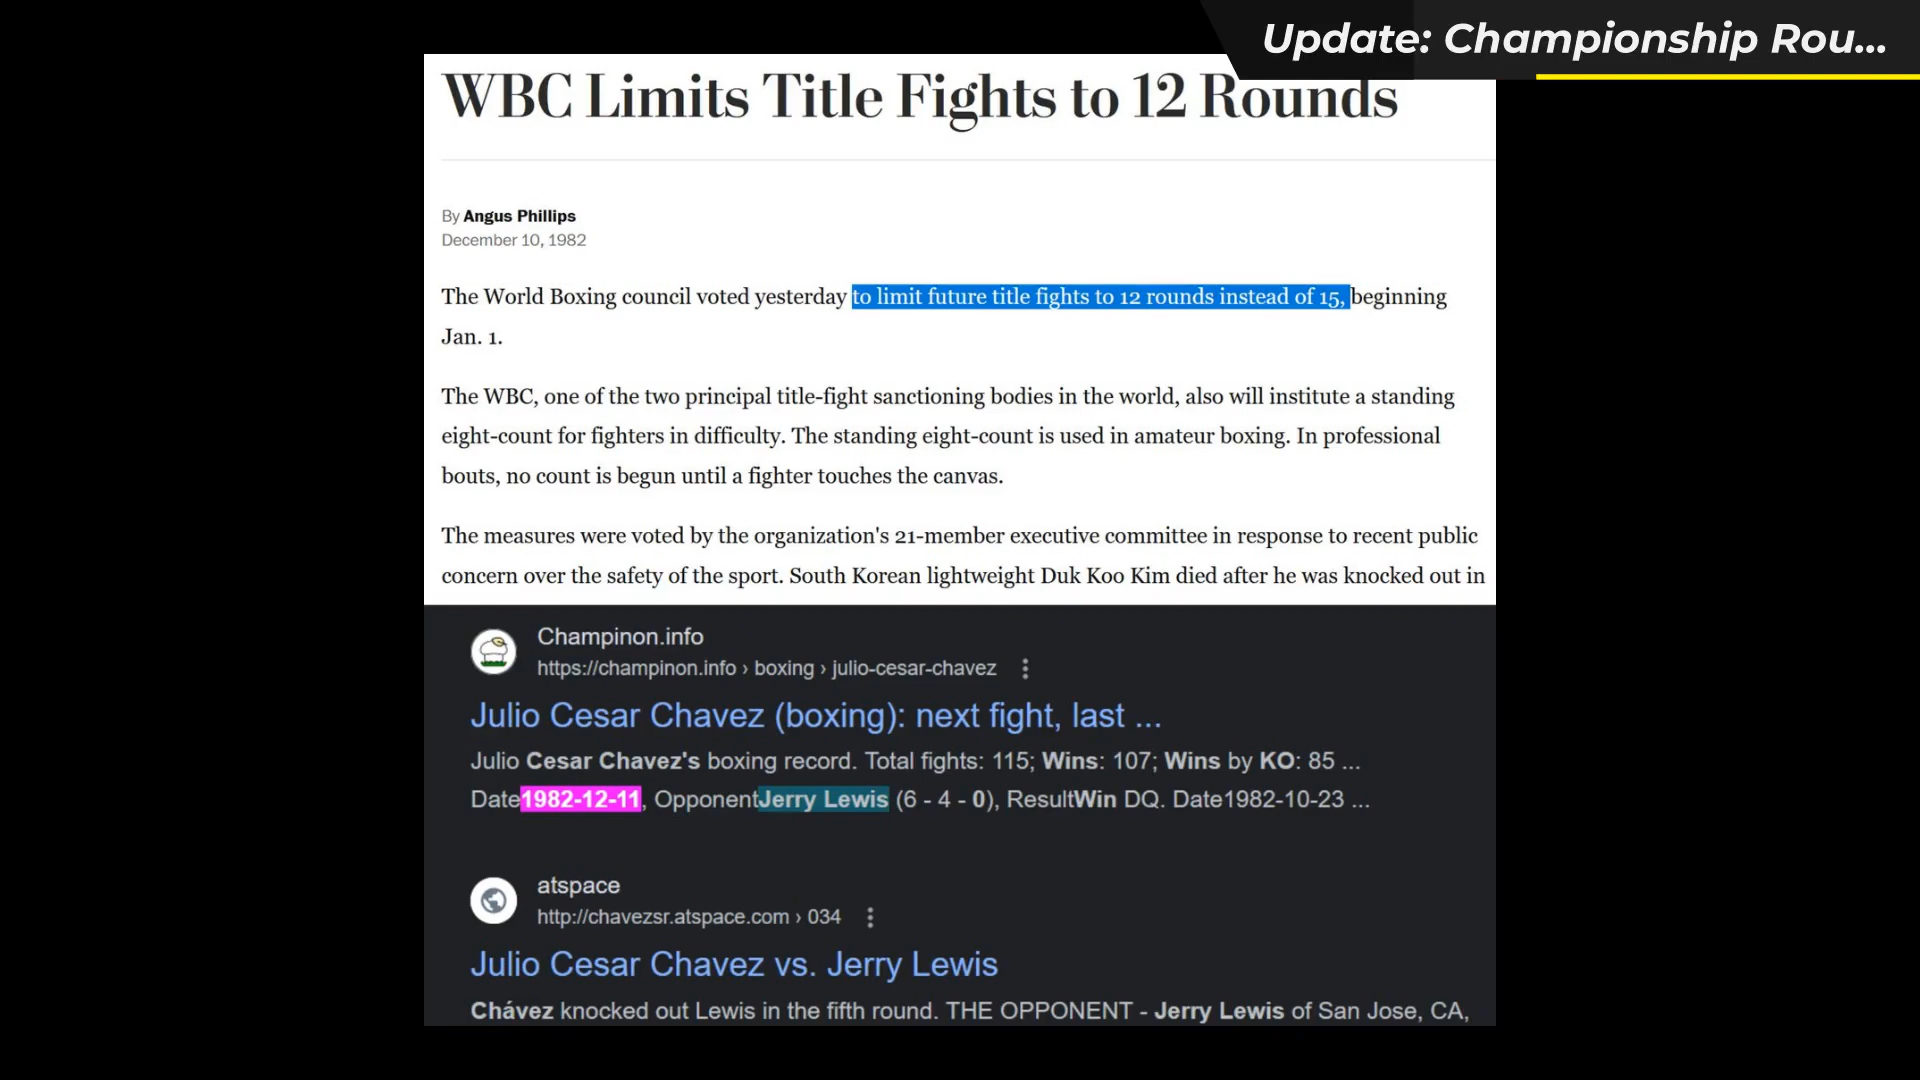 Update: Championship Rou...
WBC Limits Title Fights to 12 Rounds
By Angus Phillips
December 10, 1982
The World Boxing council voted yesterday to limit future title fights to 12 rounds instead of 15, beginning
Jan. 1.
The WBC, one of the two principal title-fight sanctioning bodies in the world, also will institute a standing
eight-count for fighters in difficulty. The standing eight-count is used in amateur boxing. In professional
bouts, no count is begun until a fighter touches the canvas.
The measures were voted by the organization's 21-member executive committee in response to recent public
concern over the safety of the sport. South Korean lightweight Duk Koo Kim died after he was knocked out in
Champinon.info
https://champinon.info › boxing › julio-cesar-chavez
Julio Cesar Chavez (boxing): next fight, last ...
Julio Cesar Chavez's boxing record. Total fights: 115; Wins: 107; Wins by KO: 85 ...
Date1982-12-11, OpponentJerry Lewis (6 - 4 - 0), ResultWin DQ. Date1982-10-23 ...
atspace
http://chavezsr.atspace.com › 034
Julio Cesar Chavez vs. Jerry Lewis
Chávez knocked out Lewis in the fifth round. THE OPPONENT - Jerry Lewis of San Jose, CA,